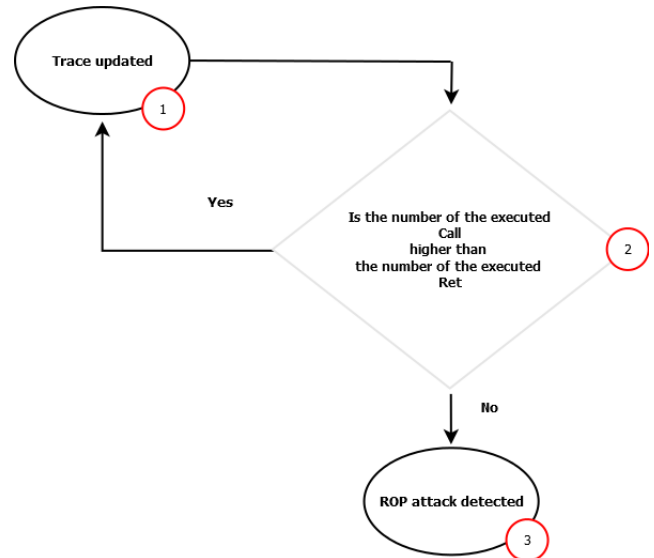 Trace updated
1
Yes
Is the number of the executed
Call
higher than
the number of the executed
Ret
2
No
ROP attack detected
3